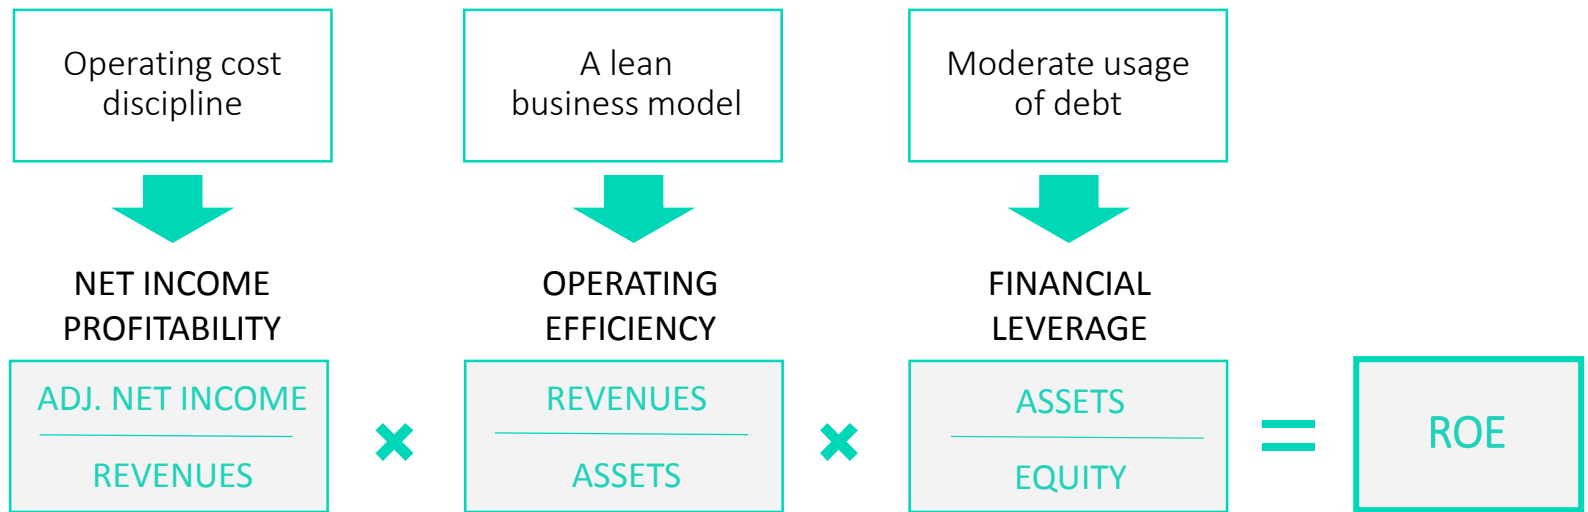 Operating cost
discipline
A lean
business model
Moderate usage
of debt
NET INCOME
PROFITABILITY
OPERATING
EFFICIENCY
FINANCIAL
LEVERAGE
ADJ. NET INCOME
REVENUES
×
REVENUES
ASSETS
×
ASSETS
EQUITY
=
ROE